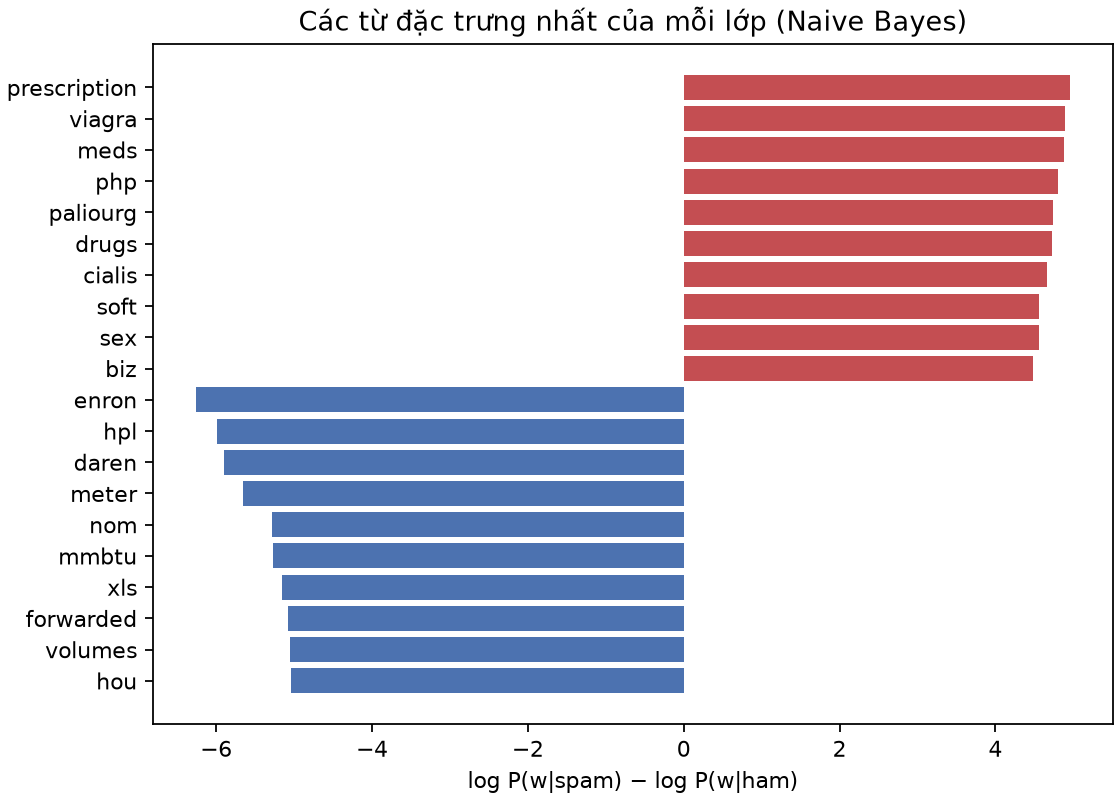 Các từ đặc trưng nhất của mỗi lớp (Naive Bayes)
prescription
viagra
meds
php
paliourg
drugs
cialis
soft
sex
biz
enron
hpl
daren
meter
nom
mmbtu
xls
forwarded
volumes
hou
−6 −4 −2 0 2 4
log P(w|spam) − log P(w|ham)